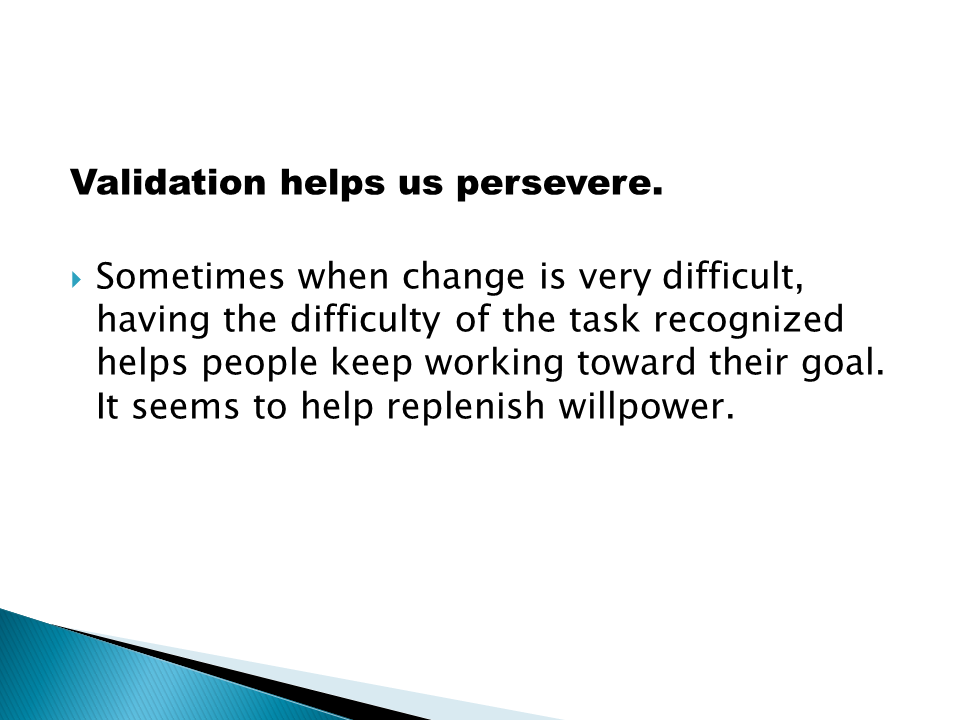 Validation helps us persevere.
Sometimes when change is very difficult,
having the difficulty of the task recognized
helps people keep working toward their goal.
It seems to help replenish willpower.